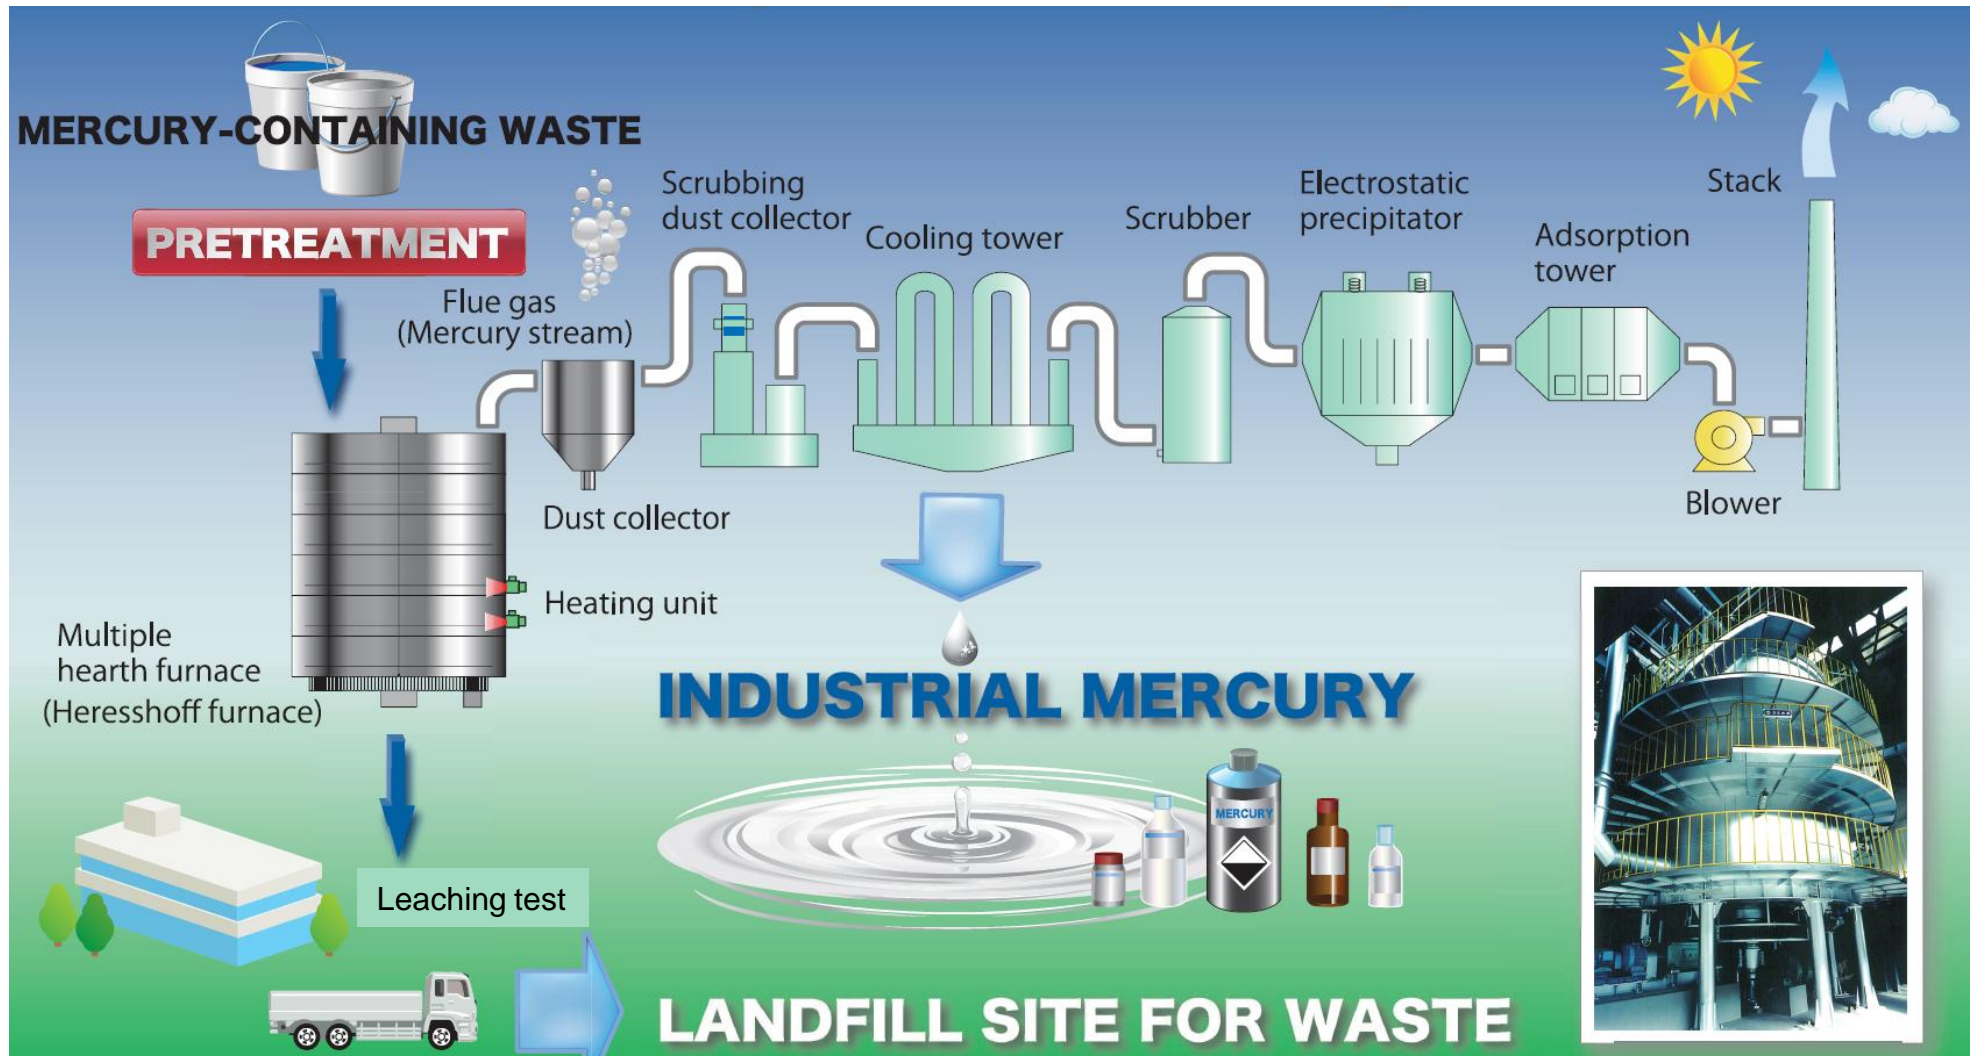 MERCURY-CONTAINING WASTE
PRETREATMENT
Flue gas
(Mercury stream)
Scrubbing
dust collector
Cooling tower
Scrubber
Electrostatic
precipitator
Adsorption
tower
Stack
Blower
Dust collector
Heating unit
Multiple
hearth furnace
(Heresshoff furnace)
INDUSTRIAL MERCURY
MERCURY
Leaching test
LANDFILL SITE FOR WASTE